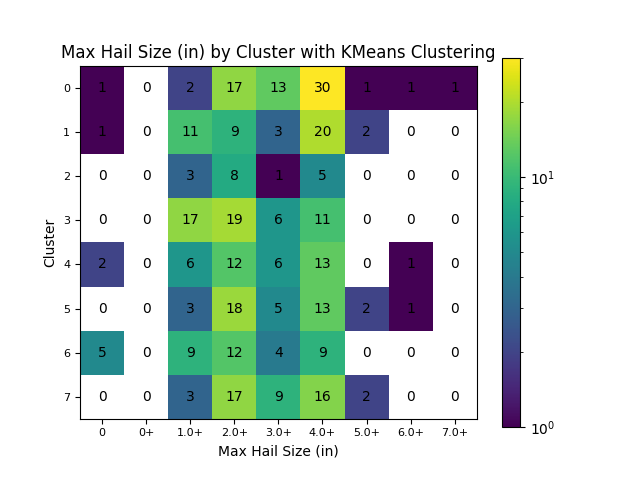 Max Hail Size (in) by Cluster with KMeans Clustering
0 1 0 2 17 13 30 1 1 1
1 1 0 11 9 3 20 2 0 0
2 0 0 3 8 1 5 0 0 0
3 0 0 17 19 6 11 0 0 0
4 2 0 6 12 6 13 0 1 0
5 0 0 3 18 5 13 2 1 0
6 5 0 9 12 4 9 0 0 0
7 0 0 3 17 9 16 2 0 0
0 0+ 1.0+ 2.0+ 3.0+ 4.0+ 5.0+ 6.0+ 7.0+
Max Hail Size (in)
Cluster
10¹
10⁰